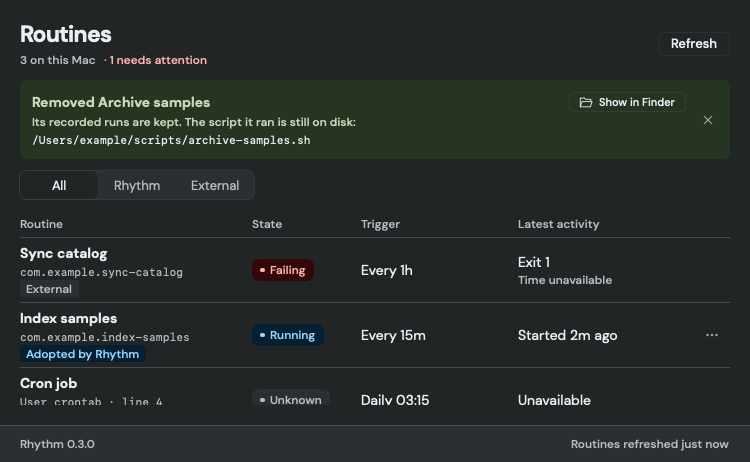 Routines
3 on this Mac · 1 needs attention
Refresh
Removed Archive samples
Show in Finder
Its recorded runs are kept. The script it ran is still on disk:
/Users/example/scripts/archive-samples.sh
All Rhythm External
Routine State Trigger Latest activity
Sync catalog
com.example.sync-catalog
External
Failing
Every 1h
Exit 1
Time unavailable
Index samples
com.example.index-samples
Adopted by Rhythm
Running
Every 15m
Started 2m ago
Cron job
User crontab · line 4
Unknown
Daily 03:15
Unavailable
Rhythm 0.3.0
Routines refreshed just now